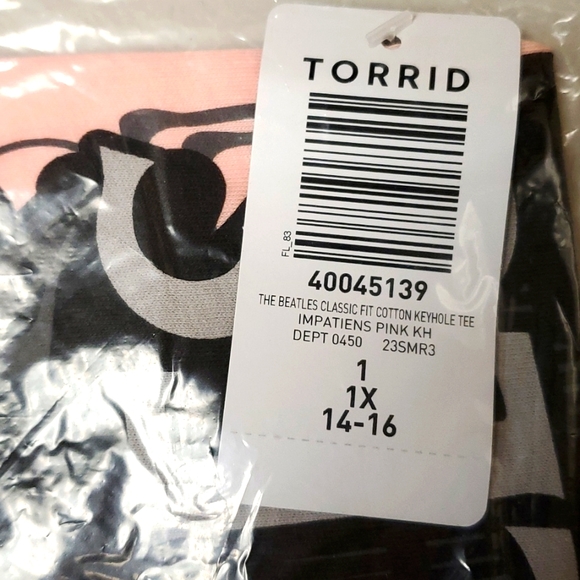 TORRID
FL_83
40045139
THE BEATLES CLASSIC FIT COTTON KEYHOLE TEE
IMPATIENS PINK KH
DEPT 0450 23SMR3
1
1X
14-16